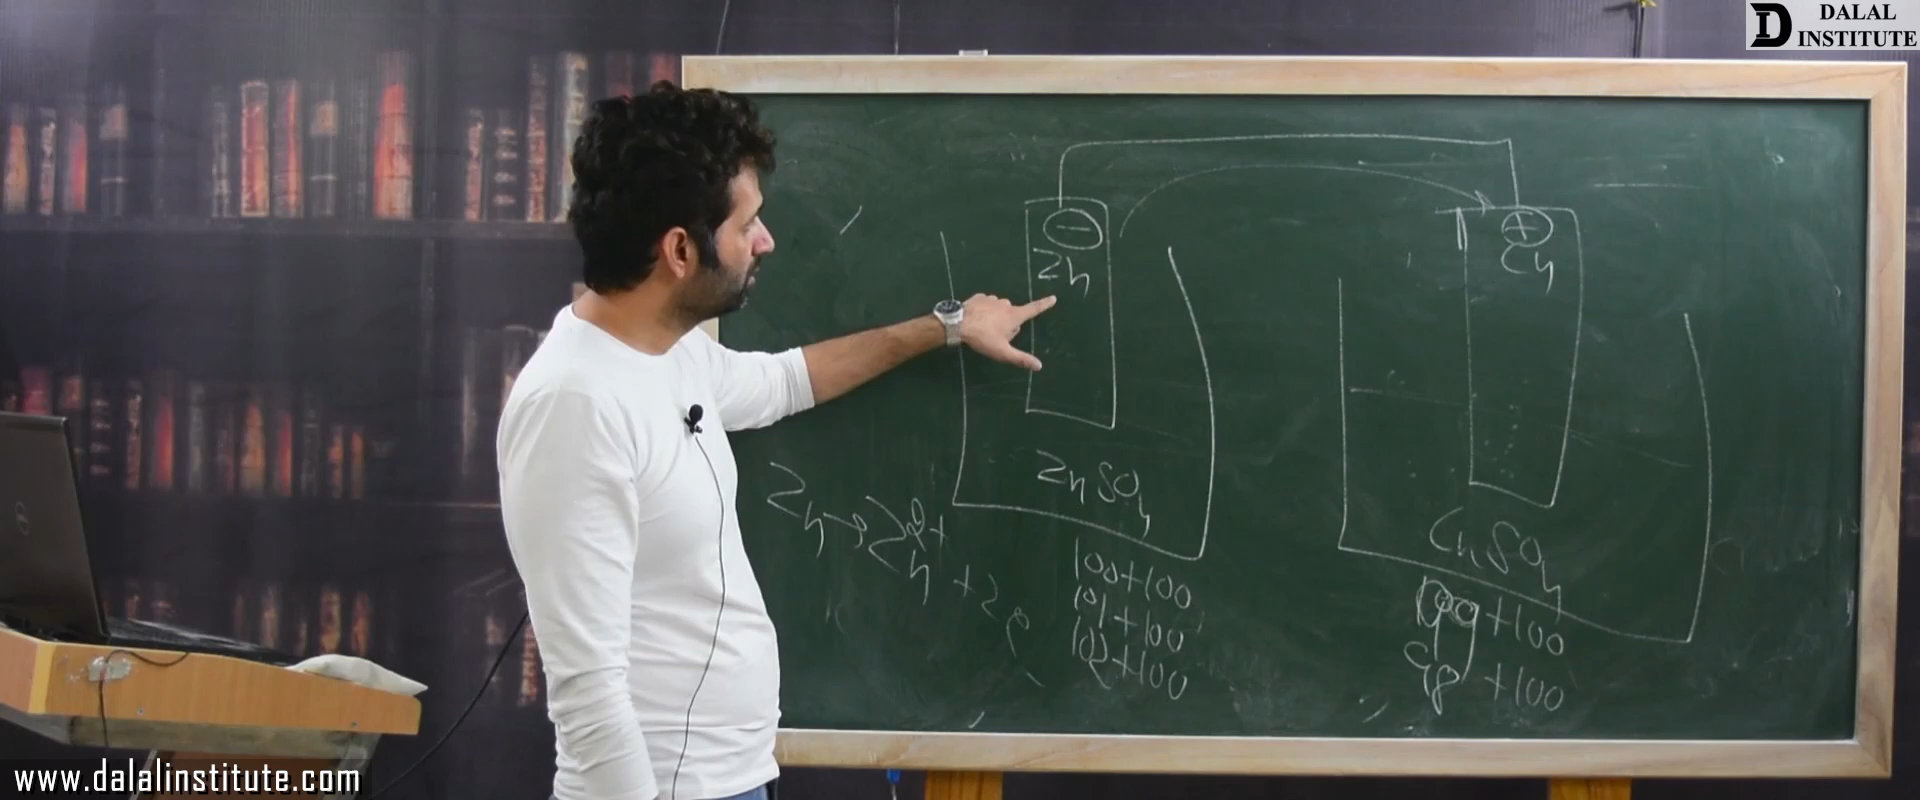 DALAL
INSTITUTE
−
Zn
+
Cu
ZnSO4
CuSO4
Zn → Zn2+ + 2e
100+100
101+100
102+100
99+100
98+100
www.dalalinstitute.com